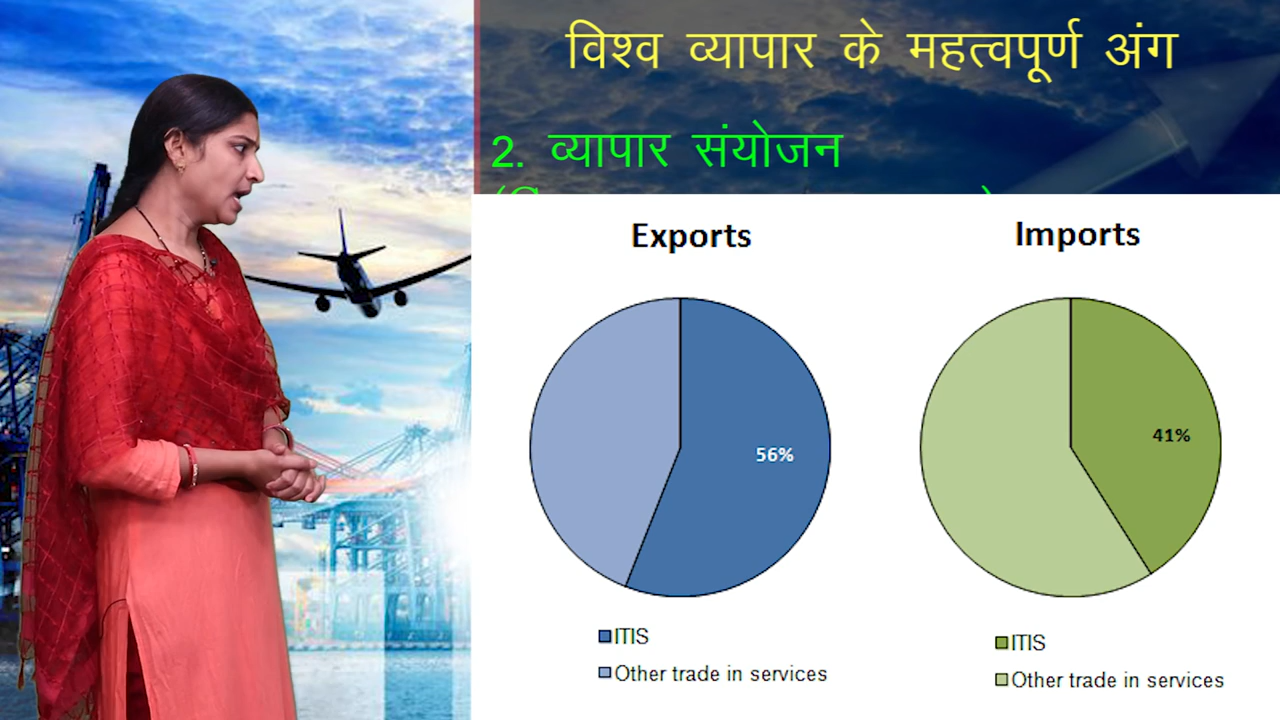 विश्व व्यापार के महत्वपूर्ण अंग
2. व्यापार संयोजन
Exports
Imports
56%
41%
ITIS
Other trade in services
ITIS
Other trade in services